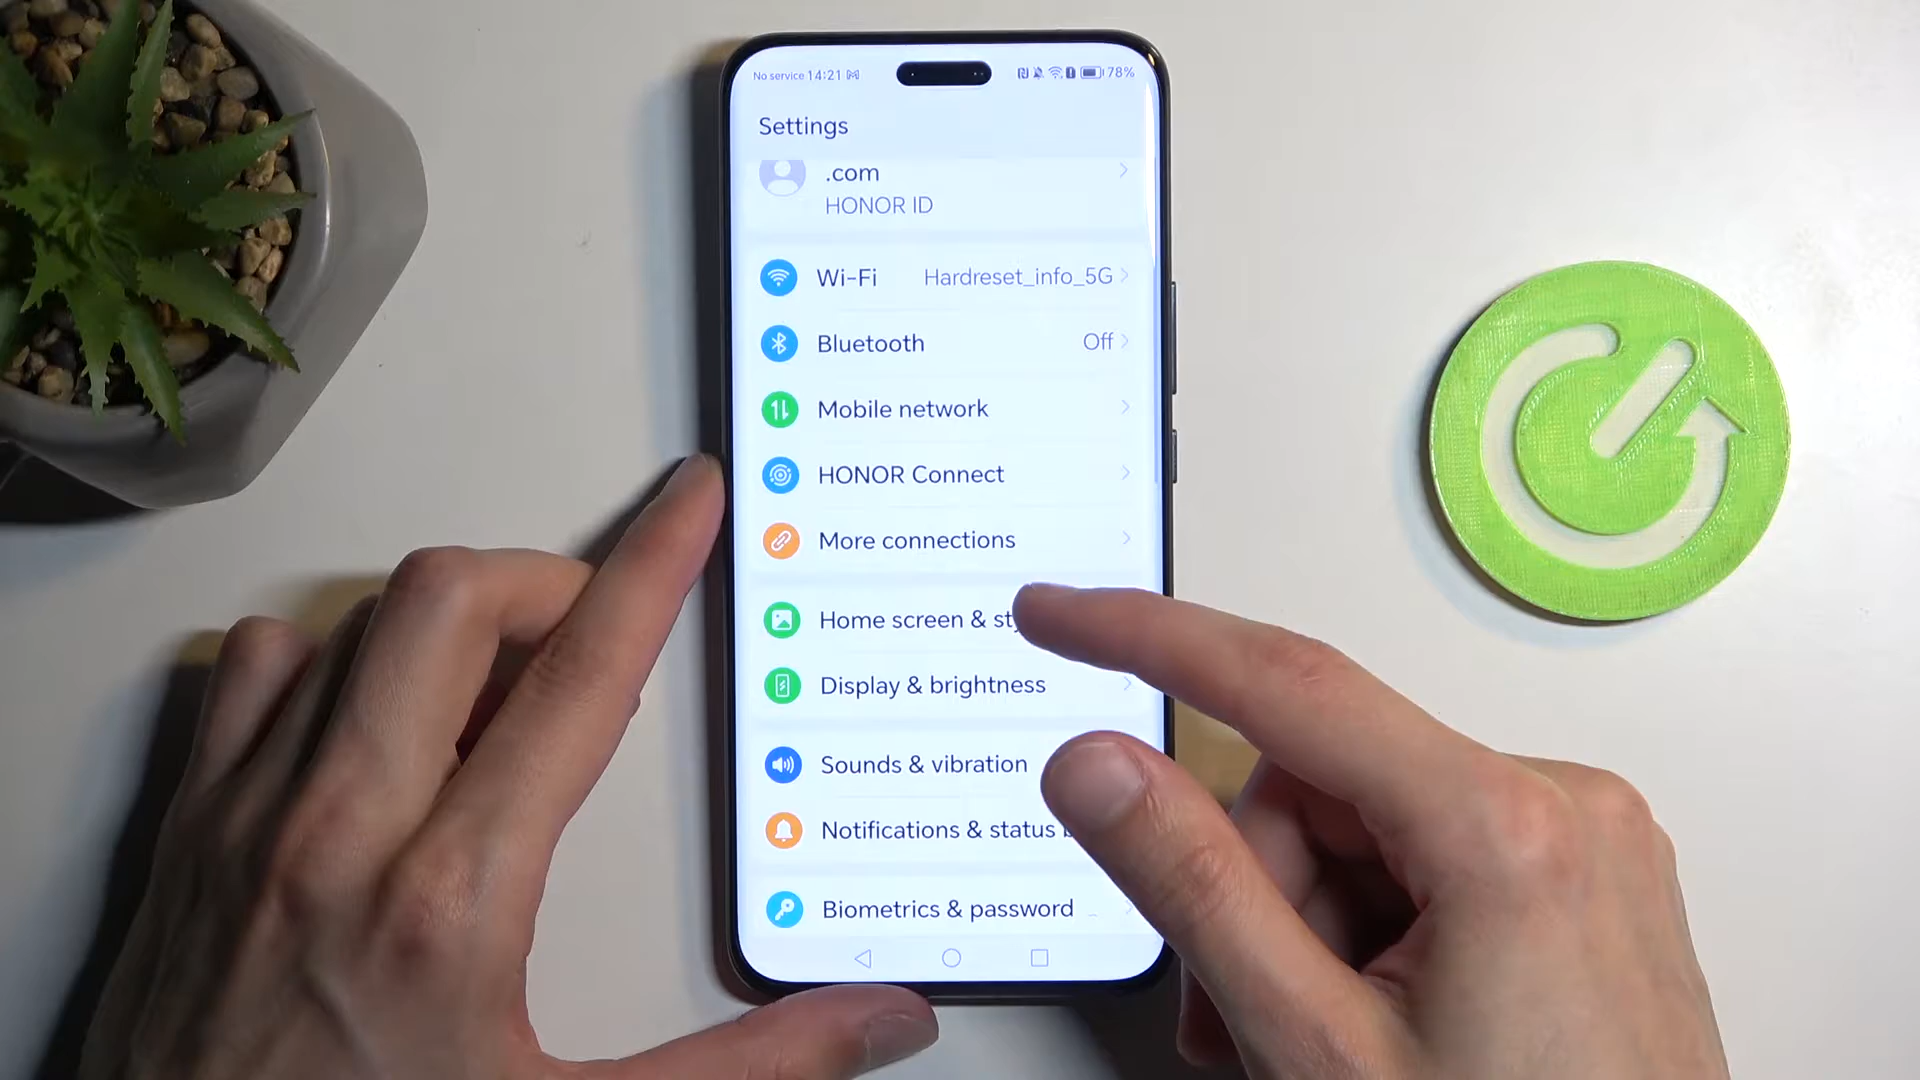 No service 14:21
78%
Settings
.com
HONOR ID
Wi-Fi Hardreset_info_5G
Bluetooth Off
Mobile network
HONOR Connect
More connections
Home screen & st
Display & brightness
Sounds & vibration
Notifications & status
Biometrics & password